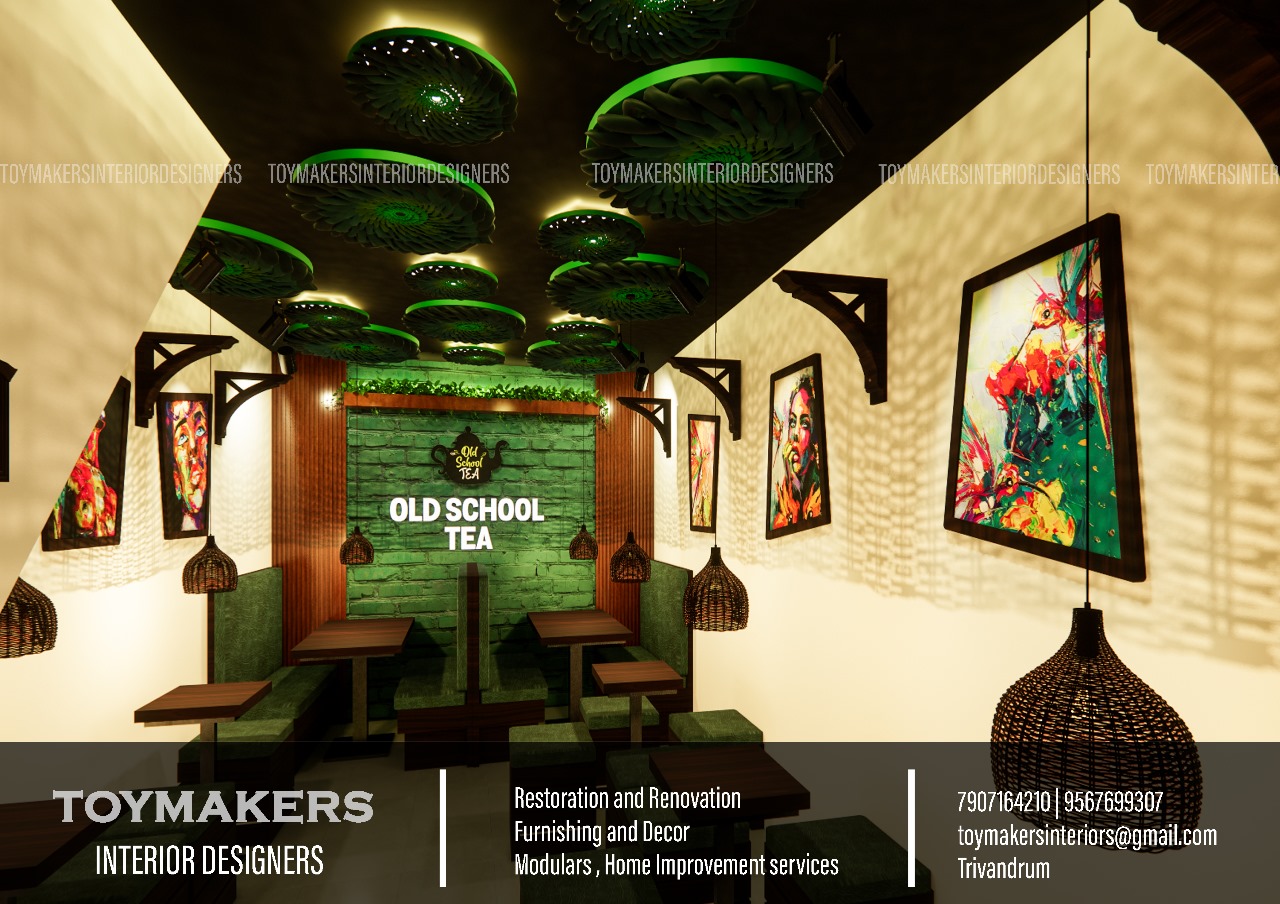 TOYMAKERSINTERIORDESIGNERS TOYMAKERSINTERIORDESIGNERS TOYMAKERSINTERIORDESIGNERS TOYMAKERSINTERIORDESIGNERS TOYMAKERSINTER
Old
School
TEA
OLD SCHOOL
TEA
TOYMAKERS
INTERIOR DESIGNERS
Restoration and Renovation
Furnishing and Decor
Modulars , Home Improvement services
7907164210 | 9567699307
toymakersinteriors@gmail.com
Trivandrum